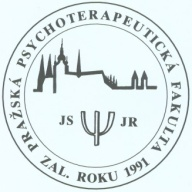 PRAŽSKÁ PSYCHOTERAPEUTICKÁ FAKULTA
JS JR
ZAL. ROKU 1991